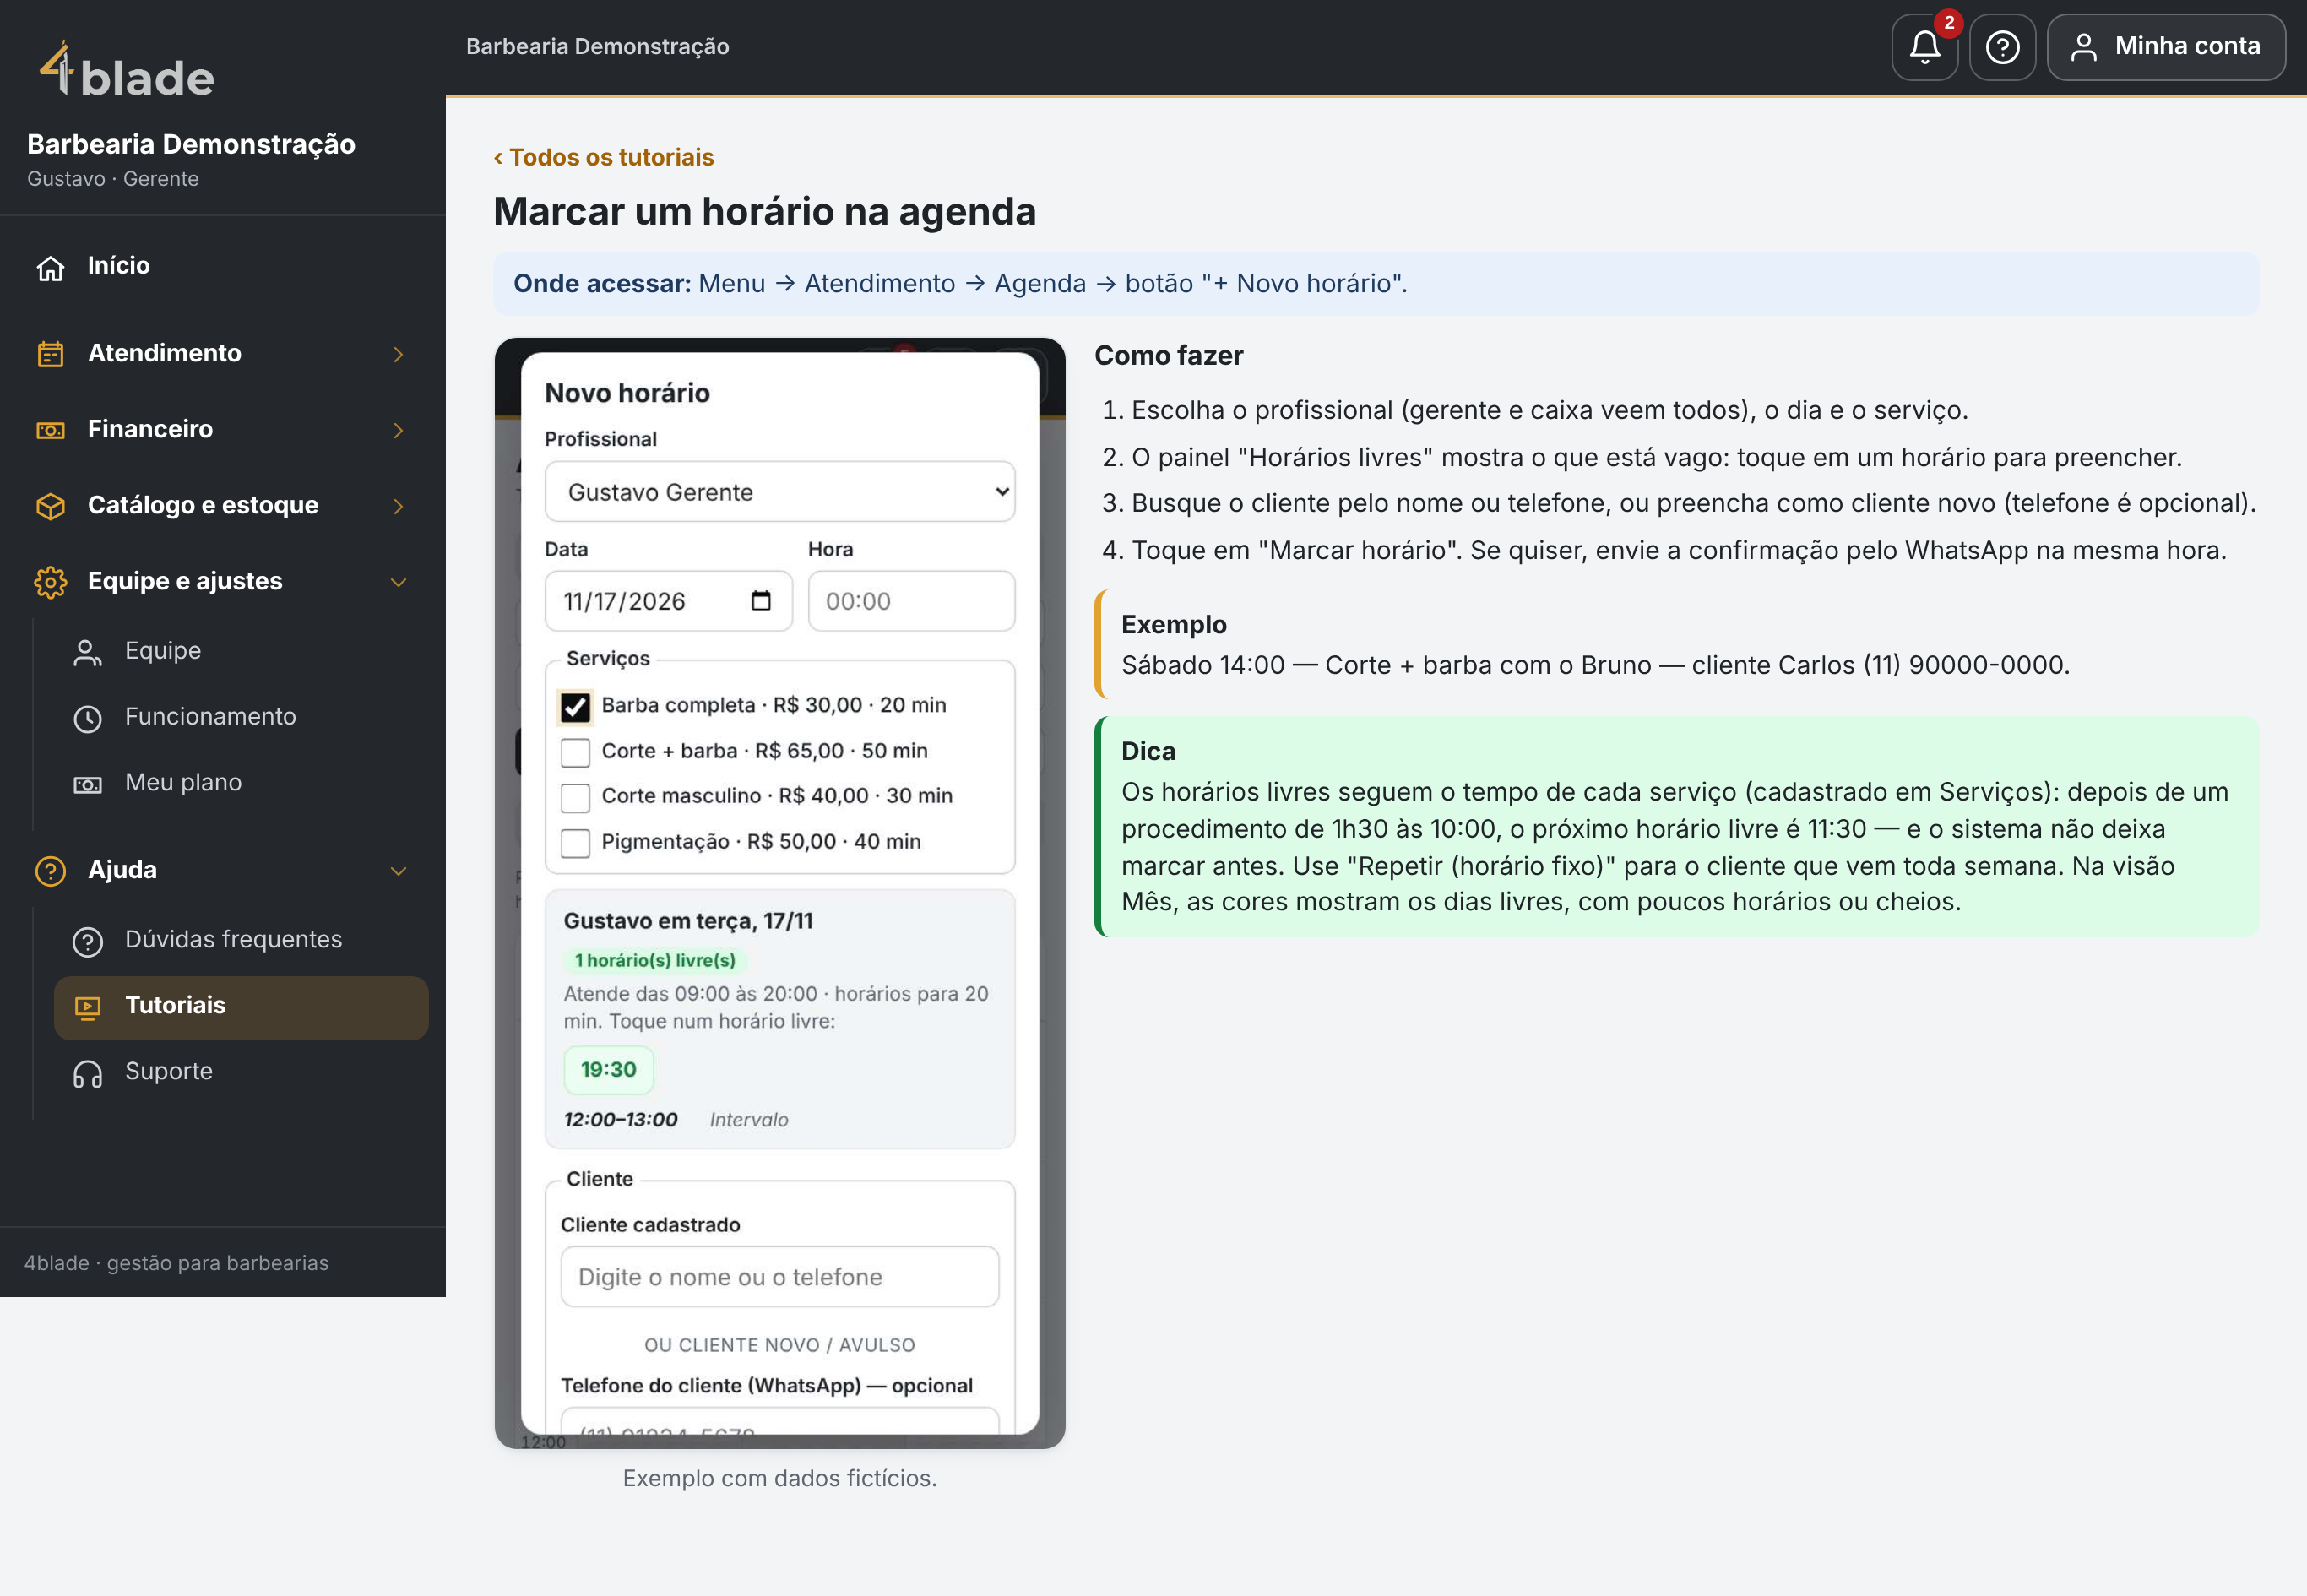 4blade
Barbearia Demonstração
Gustavo · Gerente
Início
Atendimento
Financeiro
Catálogo e estoque
Equipe e ajustes
Equipe
Funcionamento
Meu plano
Ajuda
Dúvidas frequentes
Tutoriais
Suporte
4blade · gestão para barbearias
Barbearia Demonstração
2
Minha conta
‹ Todos os tutoriais
Marcar um horário na agenda
Onde acessar: Menu → Atendimento → Agenda → botão "+ Novo horário".
Novo horário
Profissional
Gustavo Gerente
Data
Hora
11/17/2026
00:00
Serviços
Barba completa · R$ 30,00 · 20 min
Corte + barba · R$ 65,00 · 50 min
Corte masculino · R$ 40,00 · 30 min
Pigmentação · R$ 50,00 · 40 min
Gustavo em terça, 17/11
1 horário(s) livre(s)
Atende das 09:00 às 20:00 · horários para 20
min. Toque num horário livre:
19:30
12:00–13:00 Intervalo
Cliente
Cliente cadastrado
Digite o nome ou o telefone
OU CLIENTE NOVO / AVULSO
Telefone do cliente (WhatsApp) — opcional
12:00
Exemplo com dados fictícios.
Como fazer
1. Escolha o profissional (gerente e caixa veem todos), o dia e o serviço.
2. O painel "Horários livres" mostra o que está vago: toque em um horário para preencher.
3. Busque o cliente pelo nome ou telefone, ou preencha como cliente novo (telefone é opcional).
4. Toque em "Marcar horário". Se quiser, envie a confirmação pelo WhatsApp na mesma hora.
Exemplo
Sábado 14:00 — Corte + barba com o Bruno — cliente Carlos (11) 90000-0000.
Dica
Os horários livres seguem o tempo de cada serviço (cadastrado em Serviços): depois de um
procedimento de 1h30 às 10:00, o próximo horário livre é 11:30 — e o sistema não deixa
marcar antes. Use "Repetir (horário fixo)" para o cliente que vem toda semana. Na visão
Mês, as cores mostram os dias livres, com poucos horários ou cheios.